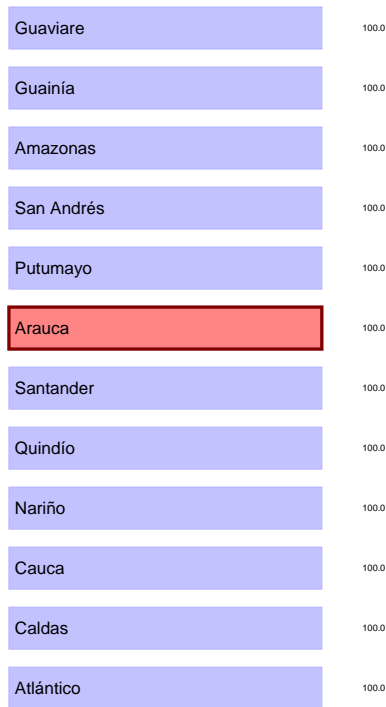 Guaviare 100.0
Guainía 100.0
Amazonas 100.0
San Andrés 100.0
Putumayo 100.0
Arauca 100.0
Santander 100.0
Quindío 100.0
Nariño 100.0
Cauca 100.0
Caldas 100.0
Atlántico 100.0